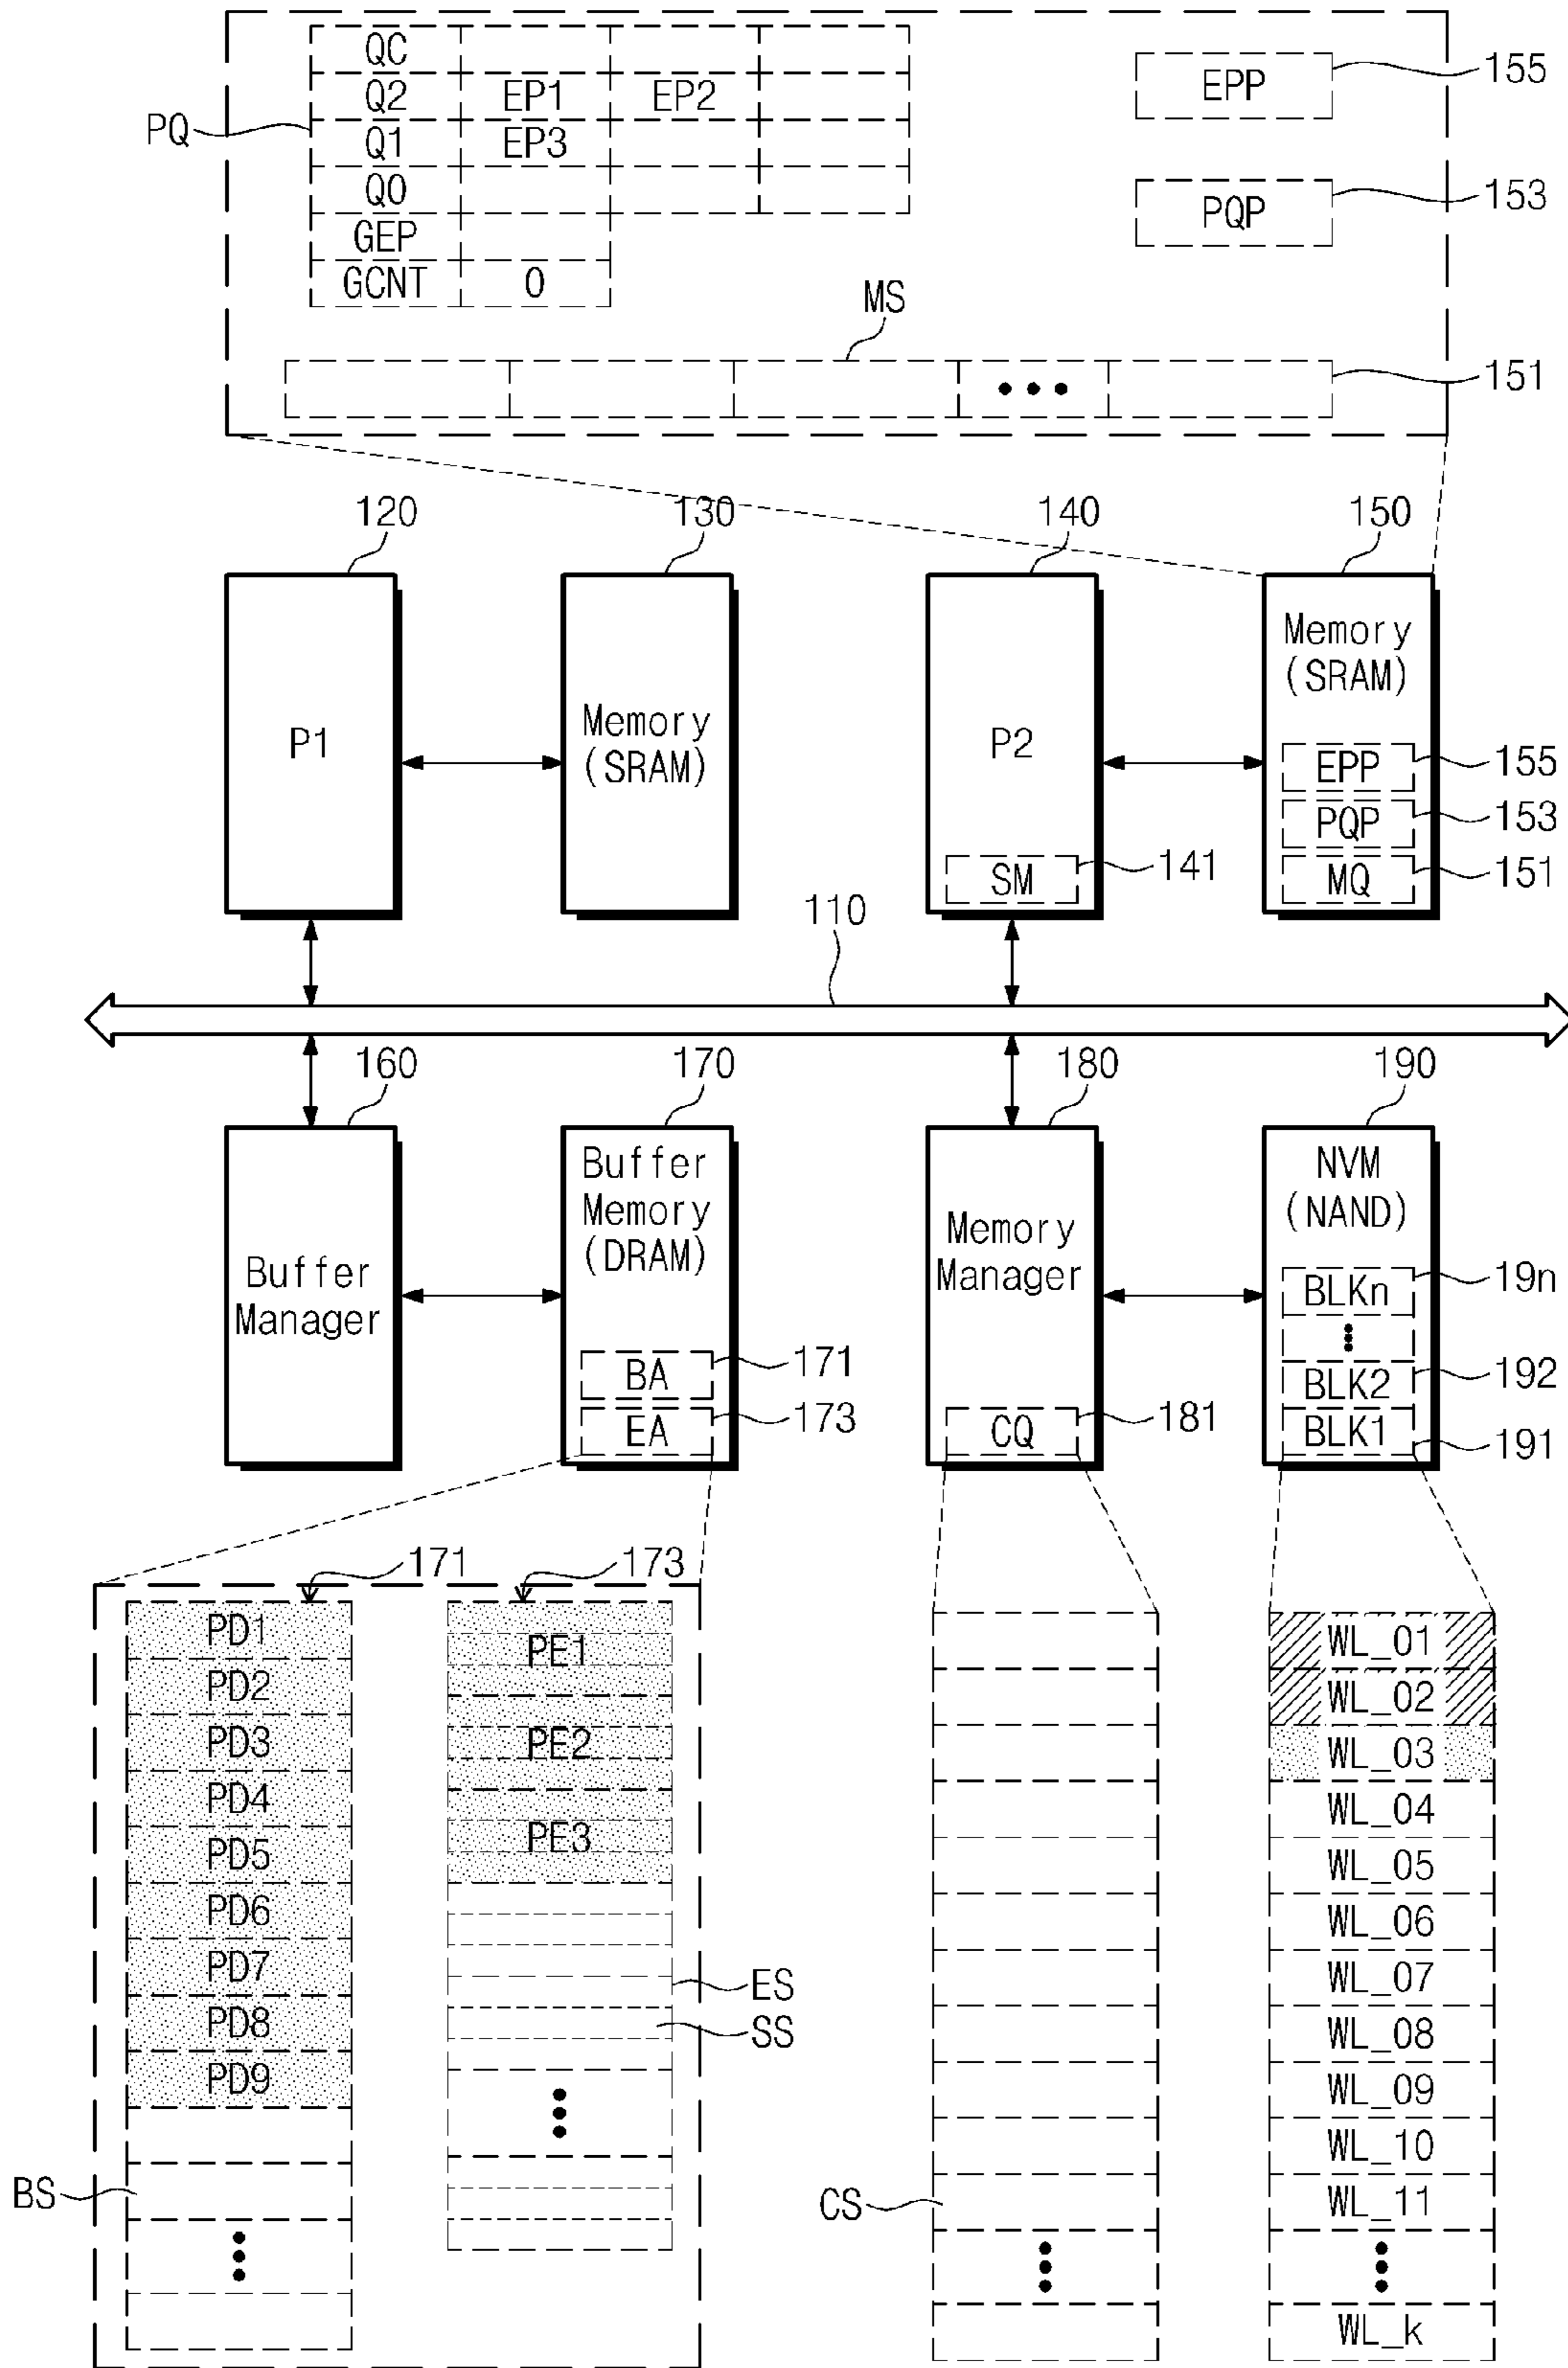 QC
Q2 EP1 EP2
PQ
Q1 EP3
Q0
GEP
GCNT 0
EPP 155
PQP 153
MS
151
120 130 140 150
P1
Memory
(SRAM)
P2
SM 141
Memory
(SRAM)
EPP 155
PQP 153
MQ 151
110
160 170 180 190
Buffer
Manager
Buffer
Memory
(DRAM)
BA 171
EA 173
Memory
Manager
CQ 181
NVM
(NAND)
BLKn 19n
BLK2 192
BLK1 191
171
PD1
PD2
PD3
PD4
PD5
PD6
PD7
PD8
PD9
BS
173
PE1
PE2
PE3
ES
SS
CS
WL_01
WL_02
WL_03
WL_04
WL_05
WL_06
WL_07
WL_08
WL_09
WL_10
WL_11
WL_k